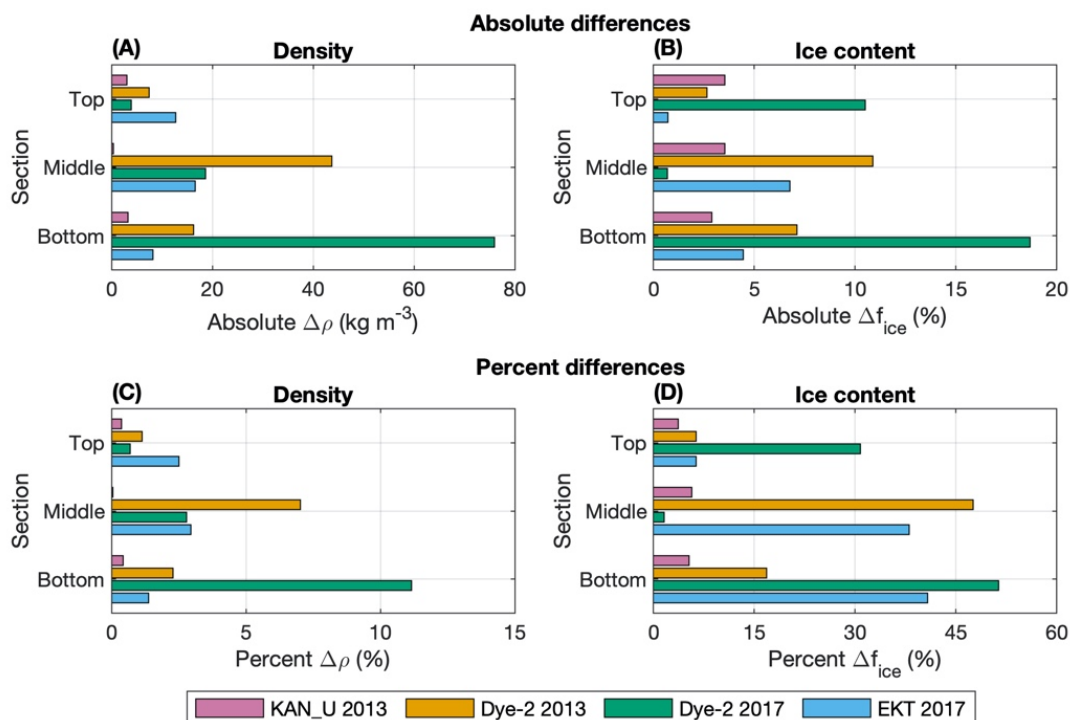 Absolute differences
(A) Density
Top
Middle
Bottom
Section
0 20 40 60 80
Absolute Δρ (kg m⁻³)
(B) Ice content
Top
Middle
Bottom
Section
0 5 10 15 20
Absolute Δf_ice (%)
Percent differences
(C) Density
Top
Middle
Bottom
Section
0 5 10 15
Percent Δρ (%)
(D) Ice content
Top
Middle
Bottom
Section
0 15 30 45 60
Percent Δf_ice (%)
KAN_U 2013 Dye-2 2013 Dye-2 2017 EKT 2017